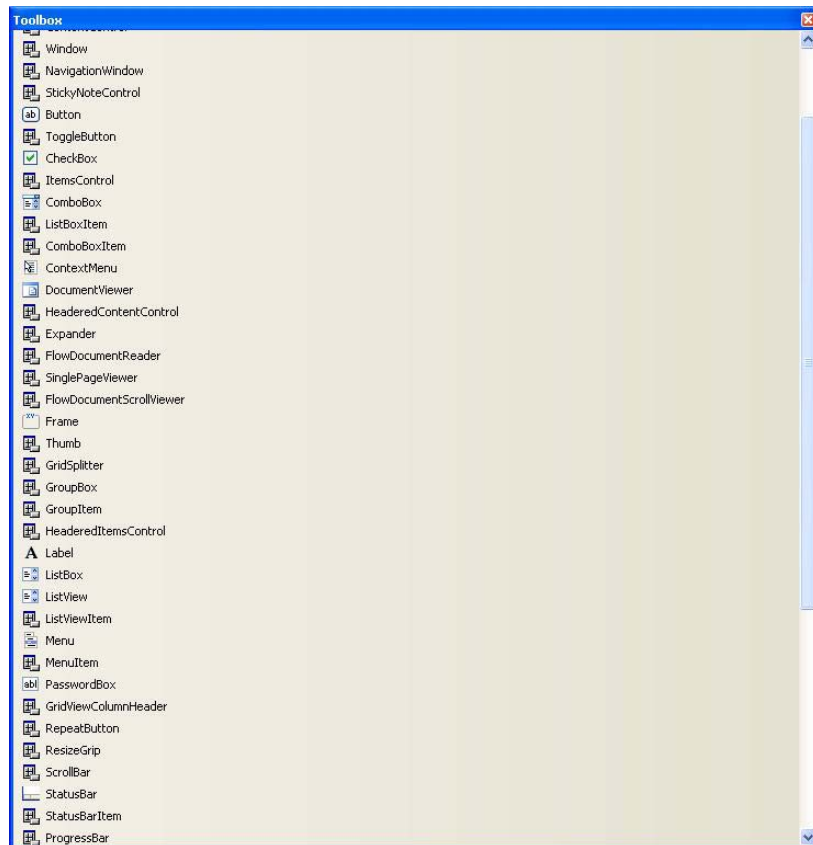 Toolbox
Window
NavigationWindow
StickyNoteControl
ab Button
ToggleButton
CheckBox
ItemsControl
ComboBox
ListBoxItem
ComboBoxItem
ContextMenu
DocumentViewer
HeaderedContentControl
Expander
FlowDocumentReader
SinglePageViewer
FlowDocumentScrollViewer
XY Frame
Thumb
GridSplitter
GroupBox
GroupItem
HeaderedItemsControl
A Label
ListBox
ListView
ListViewItem
Menu
MenuItem
abl PasswordBox
GridViewColumnHeader
RepeatButton
ResizeGrip
ScrollBar
StatusBar
StatusBarItem
ProgressBar